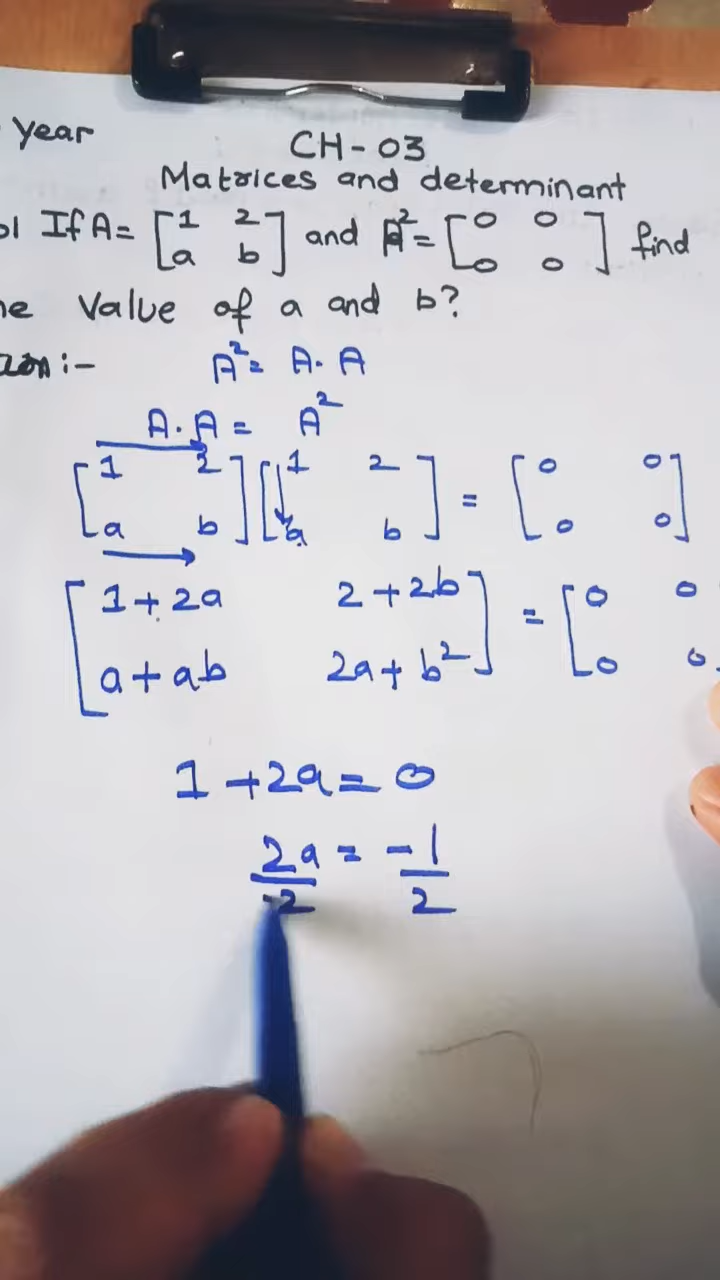 Year CH-03
Matrices and determinant
If A = [1 2 a b] and A² = [0 0 0 0] find
Value of a and b?
:- A² = A. A
A. A = A²
[1 2 a b] [1 2 a b] = [0 0 0 0]
[1 + 2a 2 + 2b a + ab 2a + b²] = [0 0 0 0]
1 + 2a = 0
2a/2 = -1/2